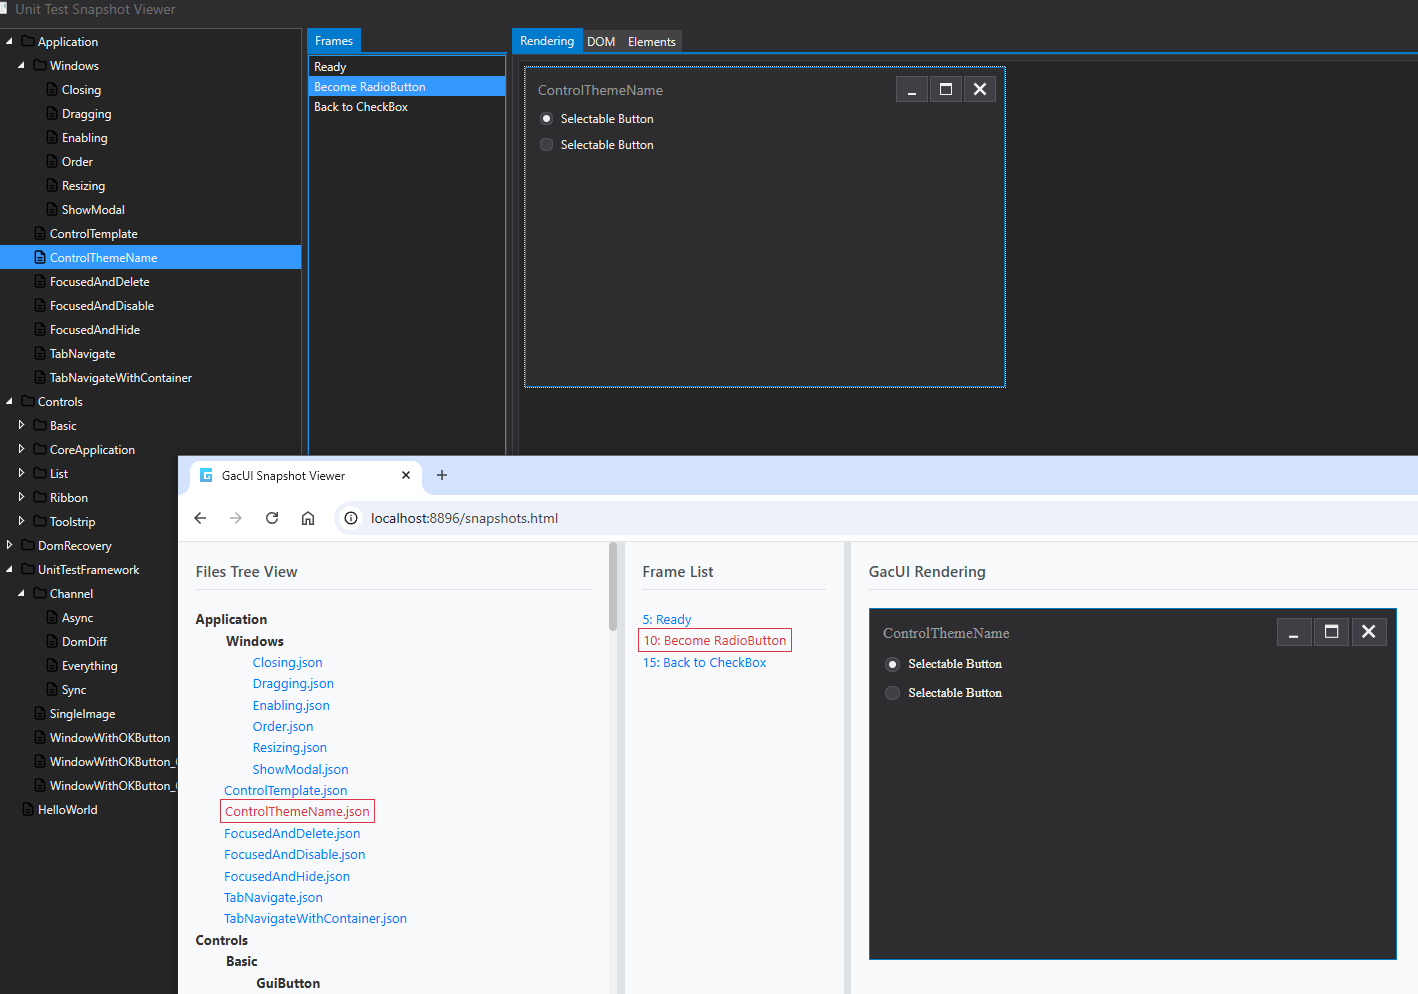 Unit Test Snapshot Viewer
Application
Windows
Closing
Dragging
Enabling
Order
Resizing
ShowModal
ControlTemplate
ControlThemeName
FocusedAndDelete
FocusedAndDisable
FocusedAndHide
TabNavigate
TabNavigateWithContainer
Controls
Basic
CoreApplication
List
Ribbon
Toolstrip
DomRecovery
UnitTestFramework
Channel
Async
DomDiff
Everything
Sync
SingleImage
WindowWithOKButton
WindowWithOKButton_
WindowWithOKButton_
HelloWorld
Frames
Ready
Become RadioButton
Back to CheckBox
Rendering DOM Elements
ControlThemeName
Selectable Button
Selectable Button
GacUI Snapshot Viewer
localhost:8896/snapshots.html
Files Tree View
Application
Windows
Closing.json
Dragging.json
Enabling.json
Order.json
Resizing.json
ShowModal.json
ControlTemplate.json
ControlThemeName.json
FocusedAndDelete.json
FocusedAndDisable.json
FocusedAndHide.json
TabNavigate.json
TabNavigateWithContainer.json
Controls
Basic
GuiButton
Frame List
5: Ready
10: Become RadioButton
15: Back to CheckBox
GacUI Rendering
ControlThemeName
Selectable Button
Selectable Button